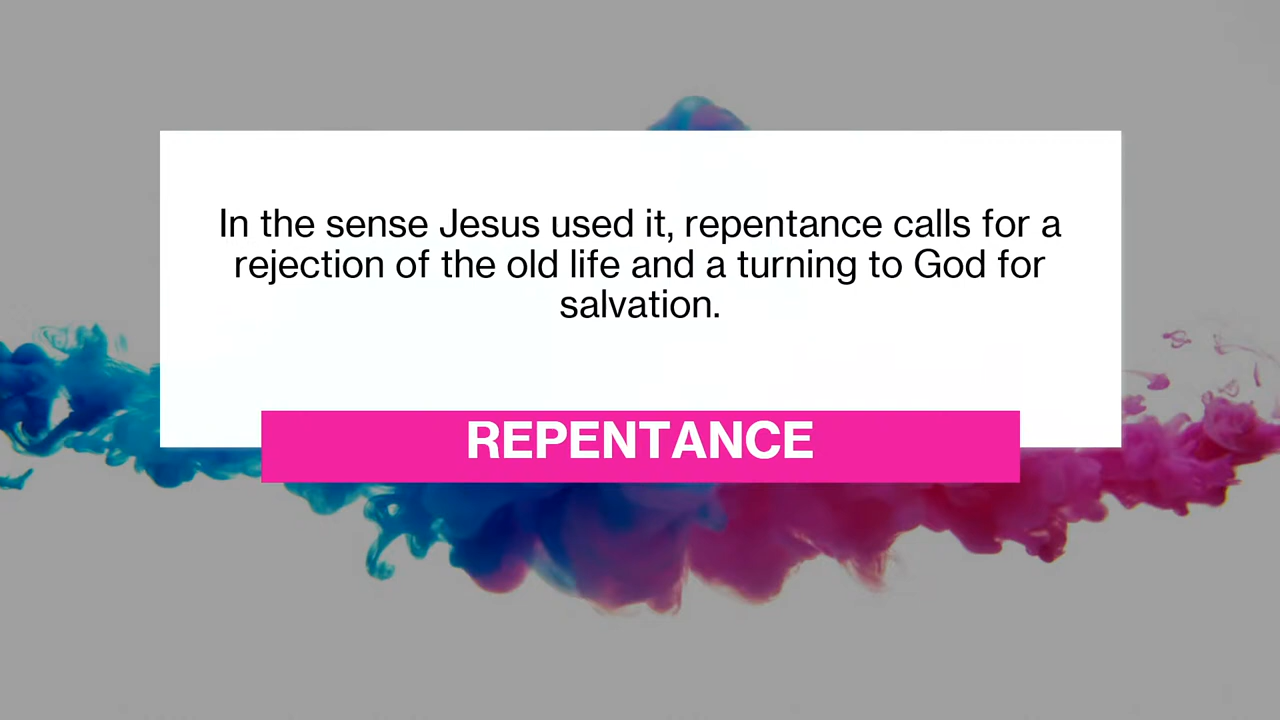 In the sense Jesus used it, repentance calls for a
rejection of the old life and a turning to God for
salvation.
REPENTANCE